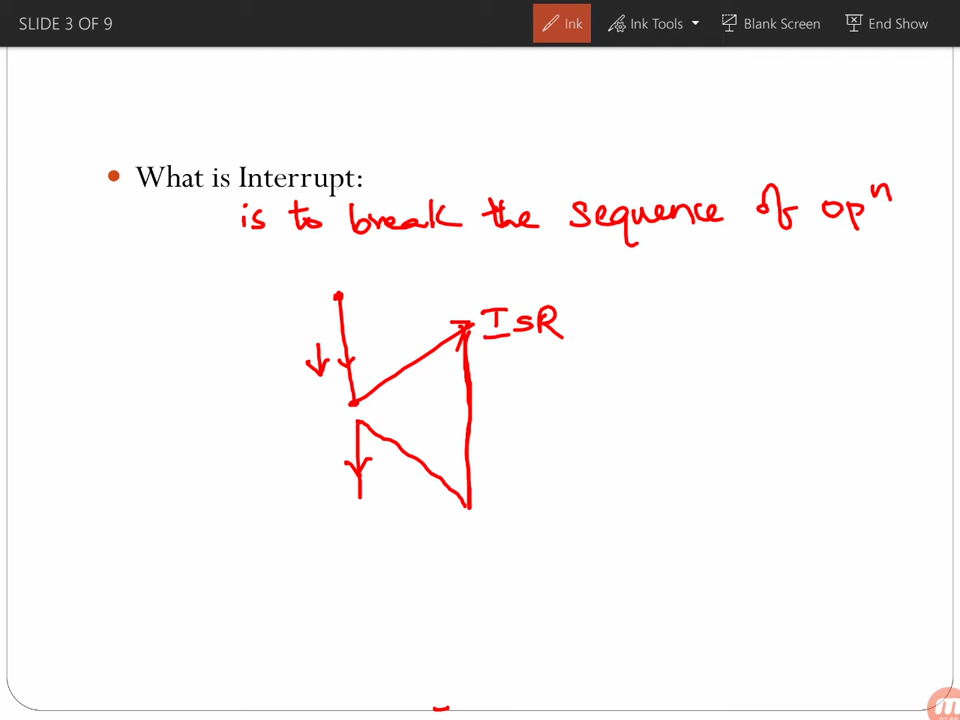 SLIDE 3 OF 9 Ink Ink Tools Blank Screen End Show
• What is Interrupt:
is to break the sequence of opⁿ
ISR